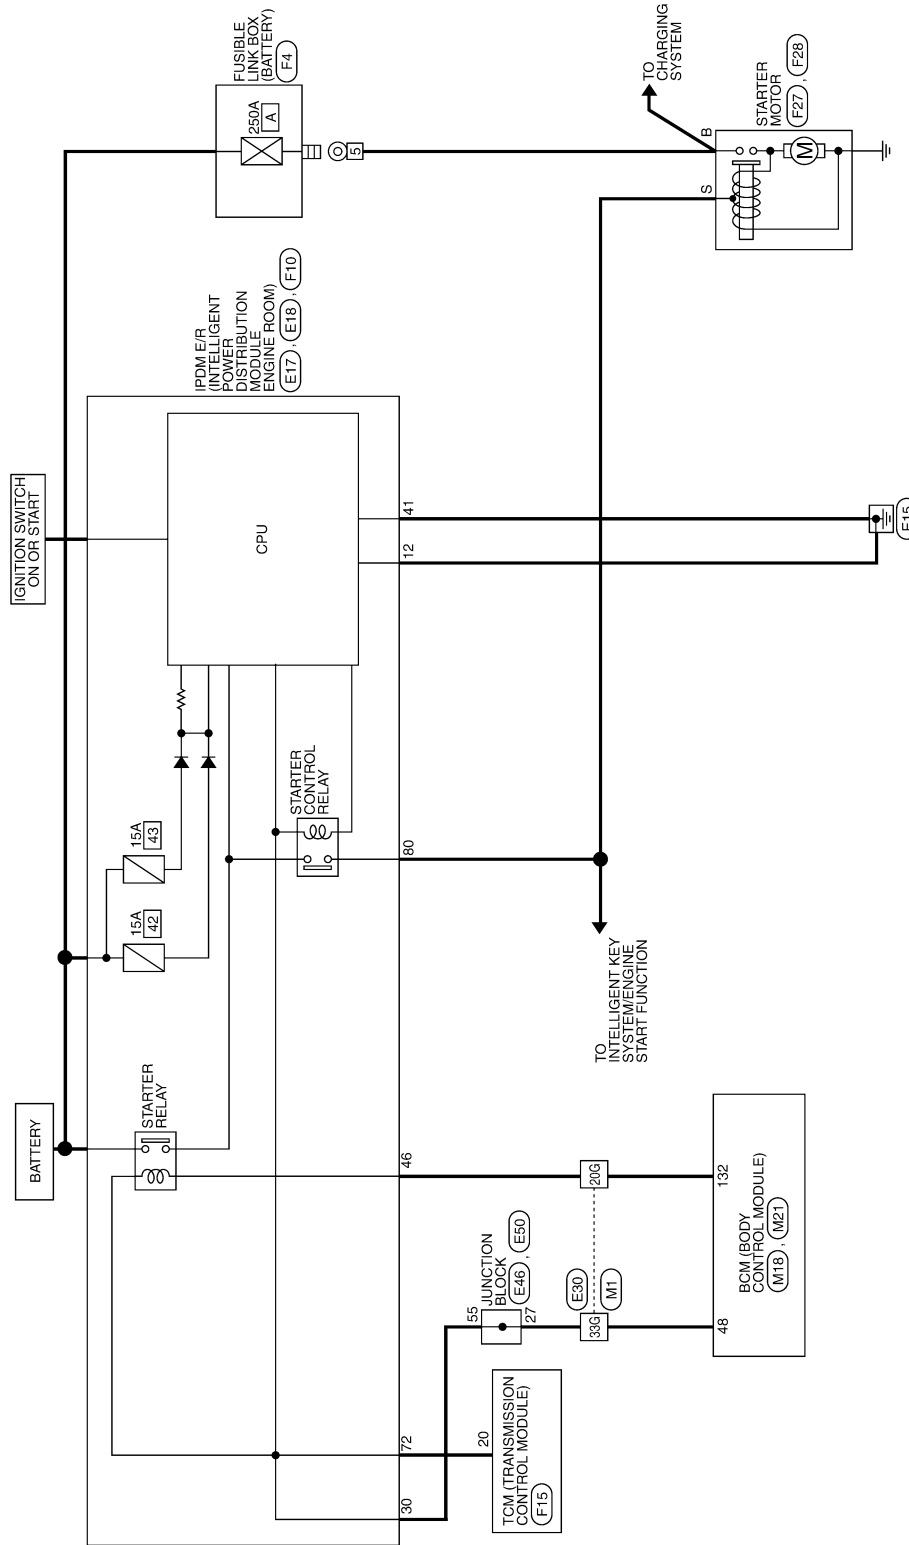 BATTERY
IGNITION SWITCH
ON OR START
STARTER
RELAY
15A
42
15A
43
STARTER
CONTROL
RELAY
CPU
IPDM E/R
(INTELLIGENT
POWER
DISTRIBUTION
MODULE
ENGINE ROOM)
E17 , E18 , F10
FUSIBLE
LINK BOX
(BATTERY)
F4
250A
A
5
30
72
46
80
12
41
20
TCM (TRANSMISSION
CONTROL MODULE)
F15
55
JUNCTION
BLOCK
E46 , E50
27
E30
M1
33G
20G
48
132
BCM (BODY
CONTROL MODULE)
M18 , M21
TO
INTELLIGENT KEY
SYSTEM/ENGINE
START FUNCTION
S
B
TO
CHARGING
SYSTEM
STARTER
MOTOR
F27 , F28
M